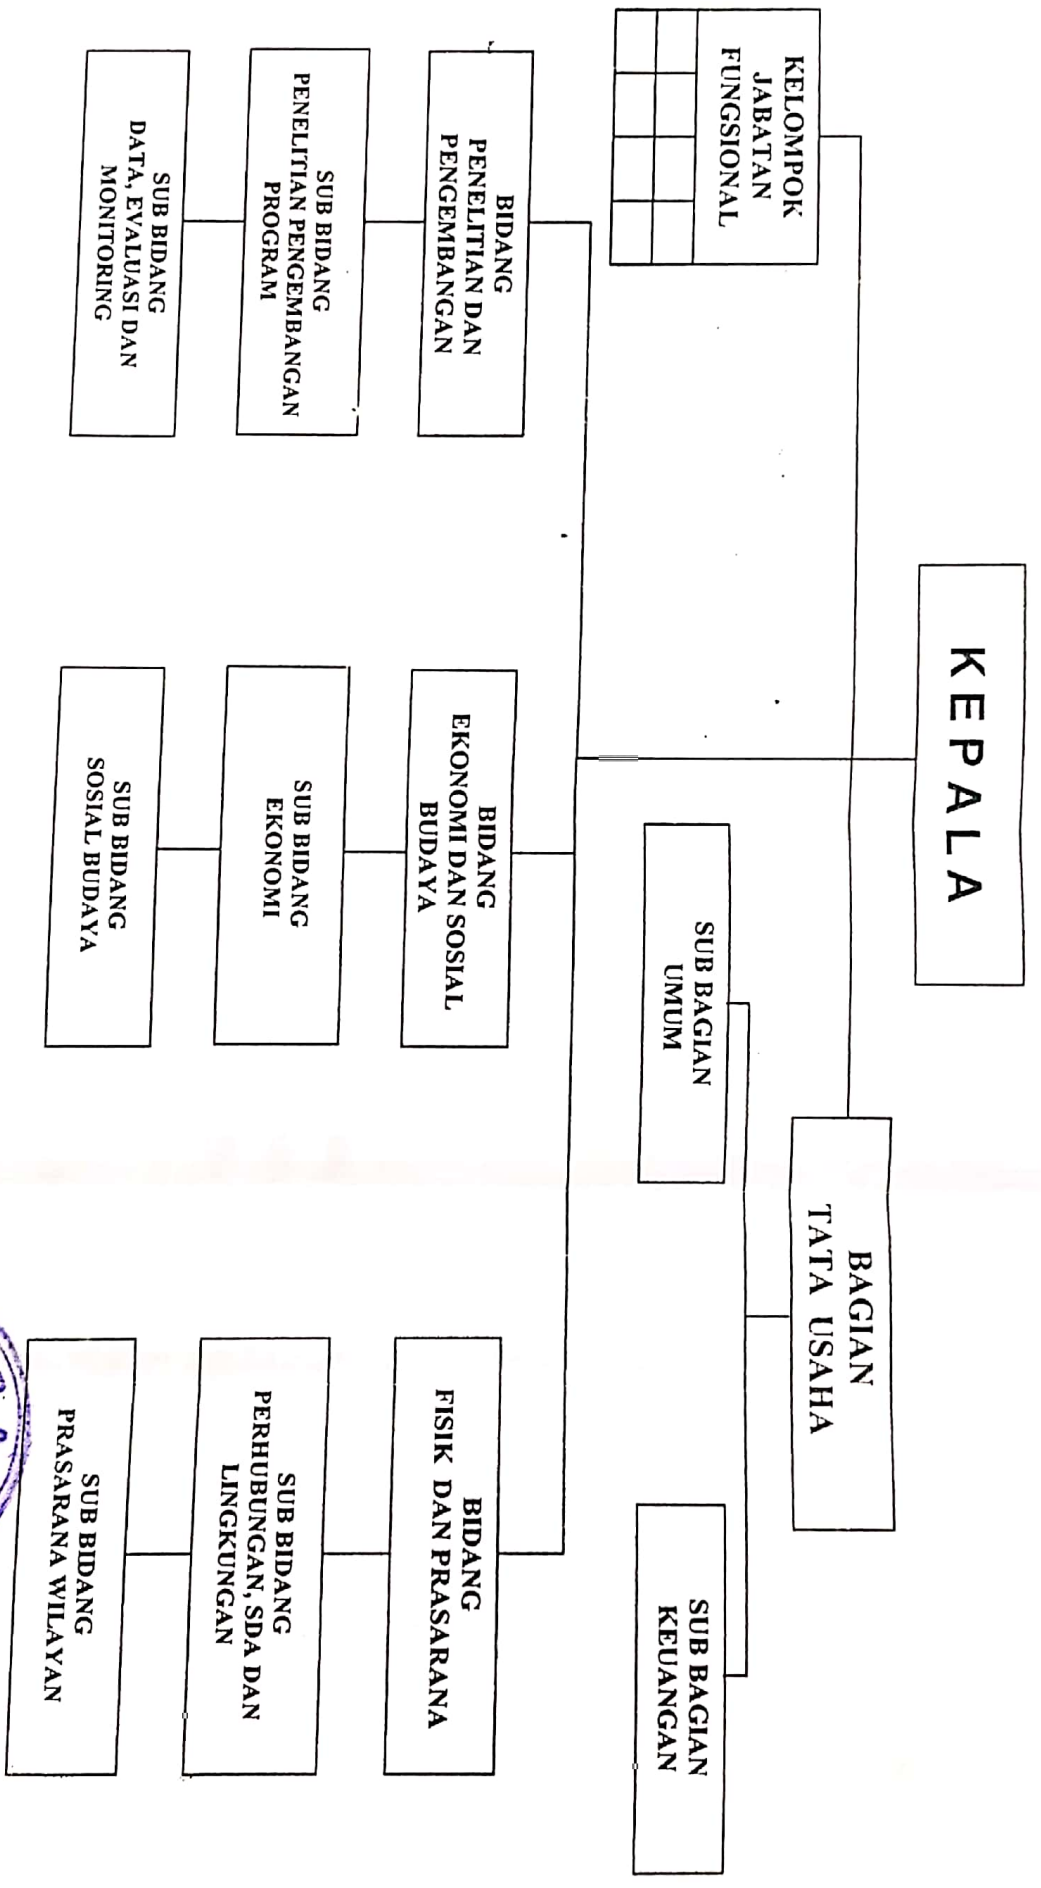 KEPALA
KELOMPOK
JABATAN
FUNGSIONAL
BAGIAN
TATA USAHA
SUB BAGIAN
UMUM
SUB BAGIAN
KEUANGAN
BIDANG
PENELITIAN DAN
PENGEMBANGAN
BIDANG
EKONOMI DAN SOSIAL
BUDAYA
BIDANG
FISIK DAN PRASARANA
SUB BIDANG
PENELITIAN PENGEMBANGAN
PROGRAM
SUB BIDANG
EKONOMI
SUB BIDANG
PERHUBUNGAN, SDA DAN
LINGKUNGAN
SUB BIDANG
DATA, EVALUASI DAN
MONITORING
SUB BIDANG
SOSIAL BUDAYA
SUB BIDANG
PRASARANA WILAYAN